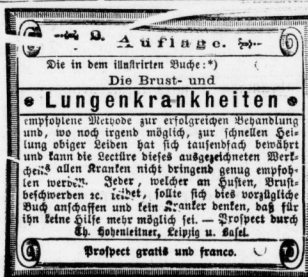 9. Auflage.
Die in dem illustrirten Buche:*)
Die Brust- und
Lungenkrankheiten
empfohlene Methode zur erfolgreichen Behandlung
und, wo noch irgend möglich, zur schnellen Hei-
lung obiger Leiden hat sich tausendfach bewährt
und kann die Lectüre dieses ausgezeichneten Werk-
chens allen Kranken nicht dringend genug empfoh-
len werden. Jeder, welcher an Husten, Brust-
beschwerden ec. leidet, sollte sich dies vorzügliche
Buch anschaffen und kein Kranker denken, daß für
ihn keine Hilfe mehr möglich sei. — Prospect durch
Th. Hohenleitner, Leipzig u. Basel.
Prospect gratis und franco.